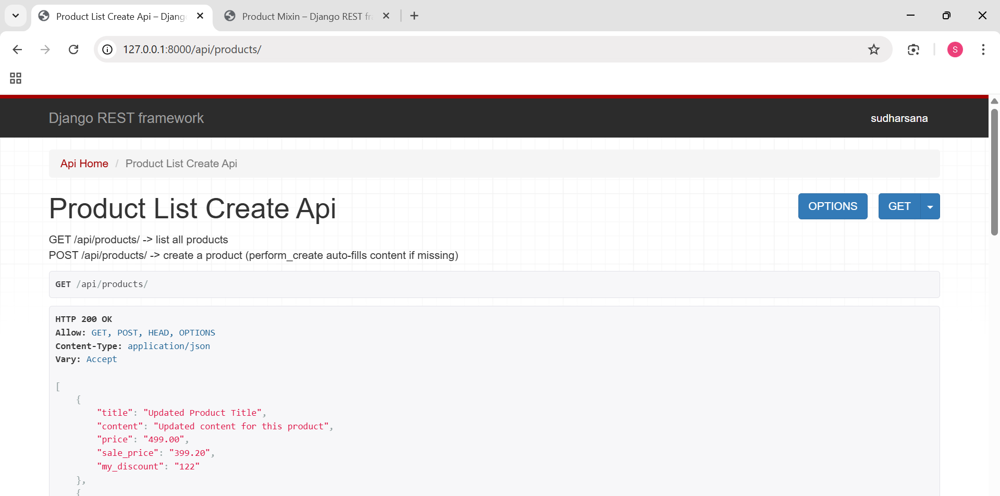 Product List Create Api – Djang
Product Mixin – Django REST fr
127.0.0.1:8000/api/products/
S
Django REST framework
sudharsana
Api Home / Product List Create Api
Product List Create Api
OPTIONS
GET
GET /api/products/ -> list all products
POST /api/products/ -> create a product (perform_create auto-fills content if missing)
GET /api/products/
HTTP 200 OK
Allow: GET, POST, HEAD, OPTIONS
Content-Type: application/json
Vary: Accept
[
{
"title": "Updated Product Title",
"content": "Updated content for this product",
"price": "499.00",
"sale_price": "399.20",
"my_discount": "122"
},
{